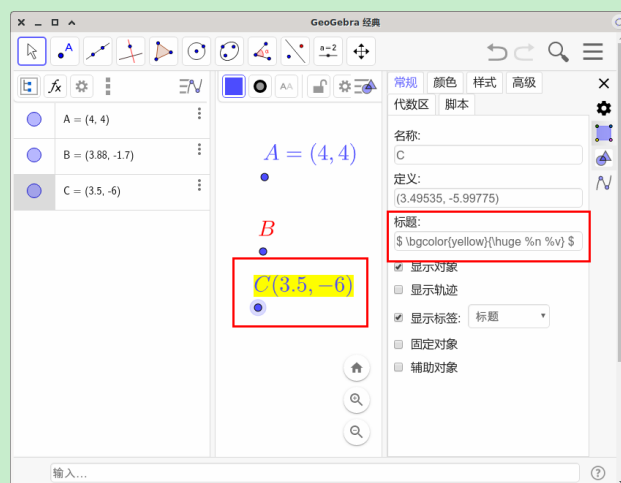 GeoGebra 经典
a=2
AA
常规 颜色 样式 高级
代数区 脚本
A = (4, 4)
B = (3.88, -1.7)
C = (3.5, -6)
A = (4, 4)
B
C(3.5, −6)
名称:
C
定义:
(3.49535, -5.99775)
标题:
$ \bgcolor{yellow}{\huge %n %v} $
显示对象
显示轨迹
显示标签: 标题
固定对象
辅助对象
输入...